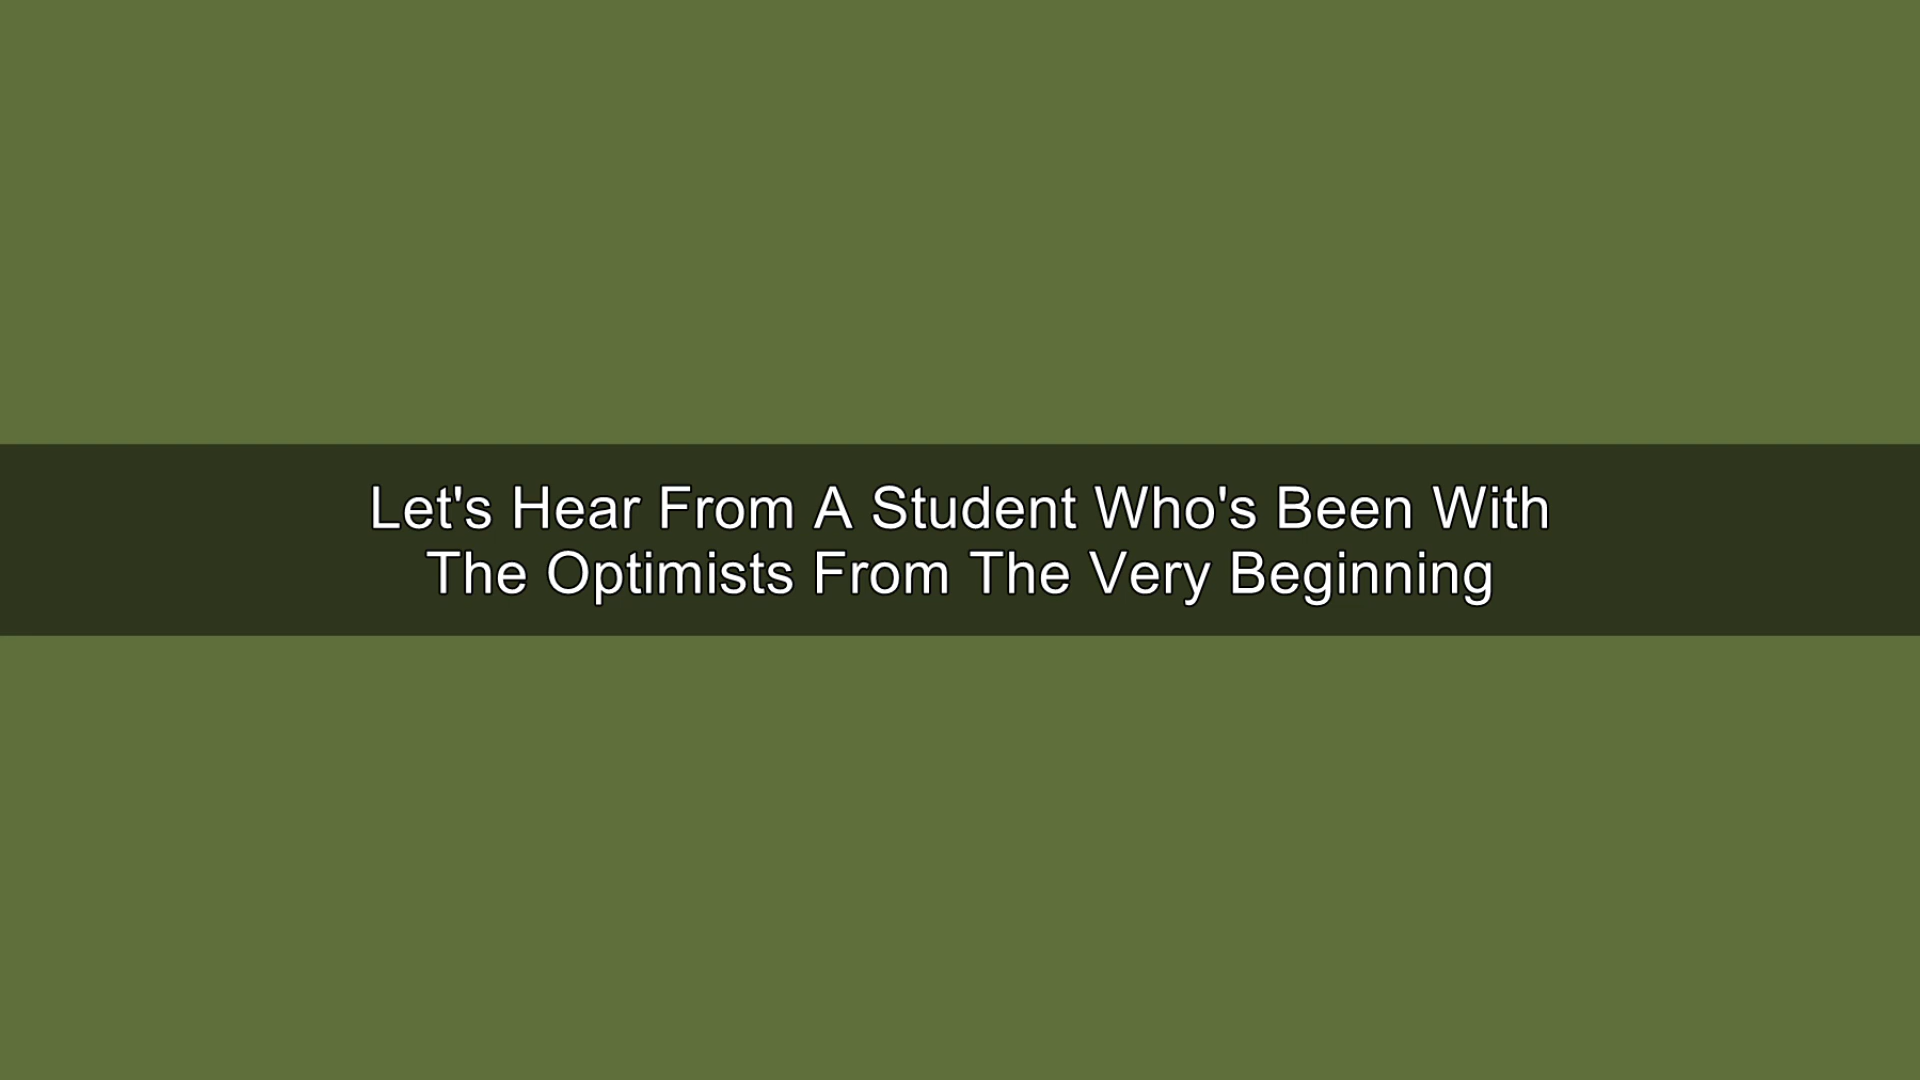 Let's Hear From A Student Who's Been With
The Optimists From The Very Beginning